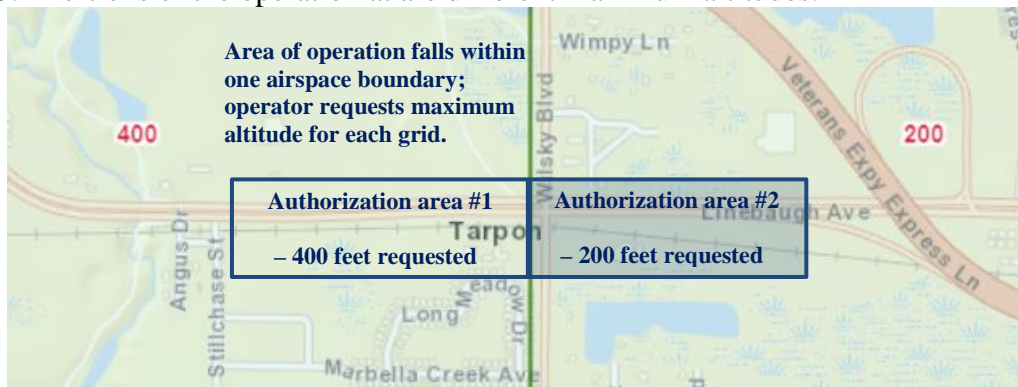 Area of operation falls within
one airspace boundary;
operator requests maximum
altitude for each grid.
Wimpy Ln
Veterans Expy Express Ln
Wilsky Blvd
400
200
Authorization area #1
– 400 feet requested
Authorization area #2
– 200 feet requested
Linebaugh Ave
Tarpon
Angus Dr
Stillchase St
Long
Meadow Dr
Marbella Creek Ave